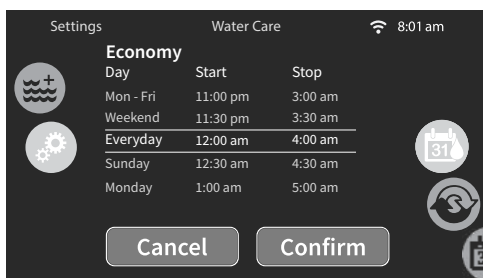 Settings Water Care 8:01 am
Economy
Day Start Stop
Mon - Fri 11:00 pm 3:00 am
Weekend 11:30 pm 3:30 am
Everyday 12:00 am 4:00 am
Sunday 12:30 am 4:30 am
Monday 1:00 am 5:00 am
31
S
Cancel Confirm